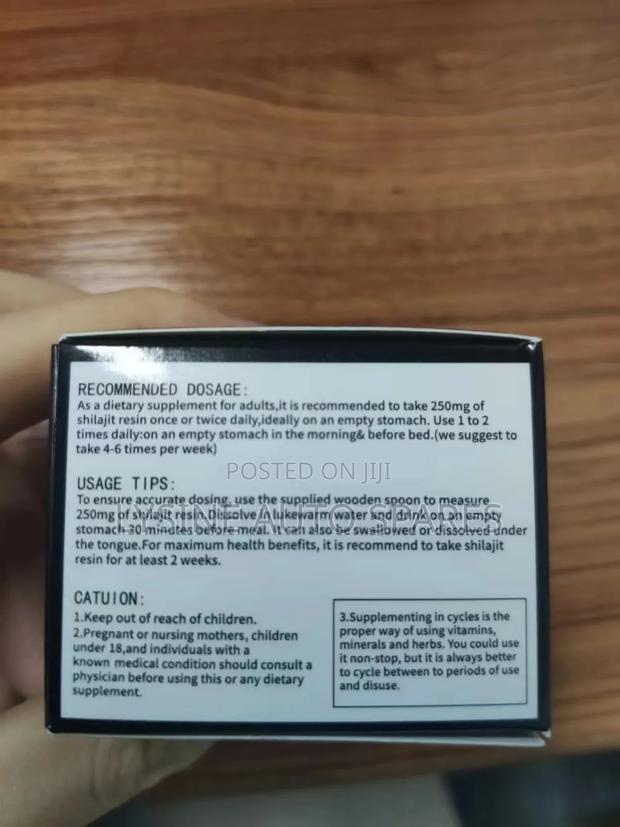 RECOMMENDED DOSAGE:
As a dietary supplement for adults,it is recommended to take 250mg of
shilajit resin once or twice daily,ideally on an empty stomach. Use 1 to 2
times daily:on an empty stomach in the morning& before bed.(we suggest to
take 4-6 times per week)
POSTED ON JIJI
USAGE TIPS:
To ensure accurate dosing, use the supplied wooden spoon to measure
250mg of shilajit resin.Dissolve in lukewarm water and drink on an empty
LYSINE AUTO SPARES
stomach 30 minutes before meal. It can also be swallowed or dissolved under
the tongue.For maximum health benefits, it is recommend to take shilajit
resin for at least 2 weeks.
CATUION:
1.Keep out of reach of children.
2.Pregnant or nursing mothers, children
under 18,and individuals with a
known medical condition should consult a
physician before using this or any dietary
supplement.
3.Supplementing in cycles is the
proper way of using vitamins,
minerals and herbs. You could use
it non-stop, but it is always better
to cycle between to periods of use
and disuse.